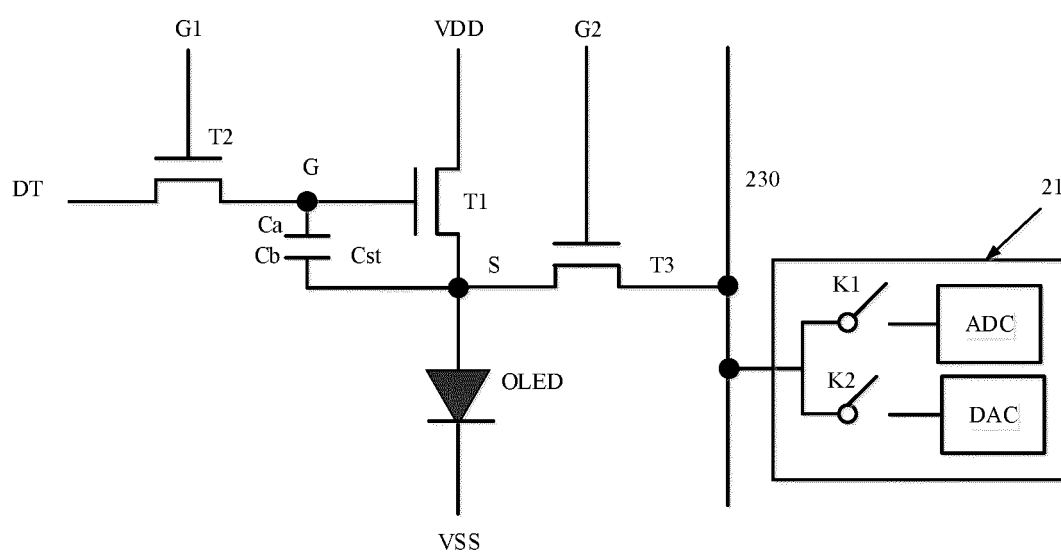 G1
VDD
G2
T2
DT
G
T1
230
21
Ca
Cb
Cst
S
T3
K1
ADC
OLED
K2
DAC
VSS